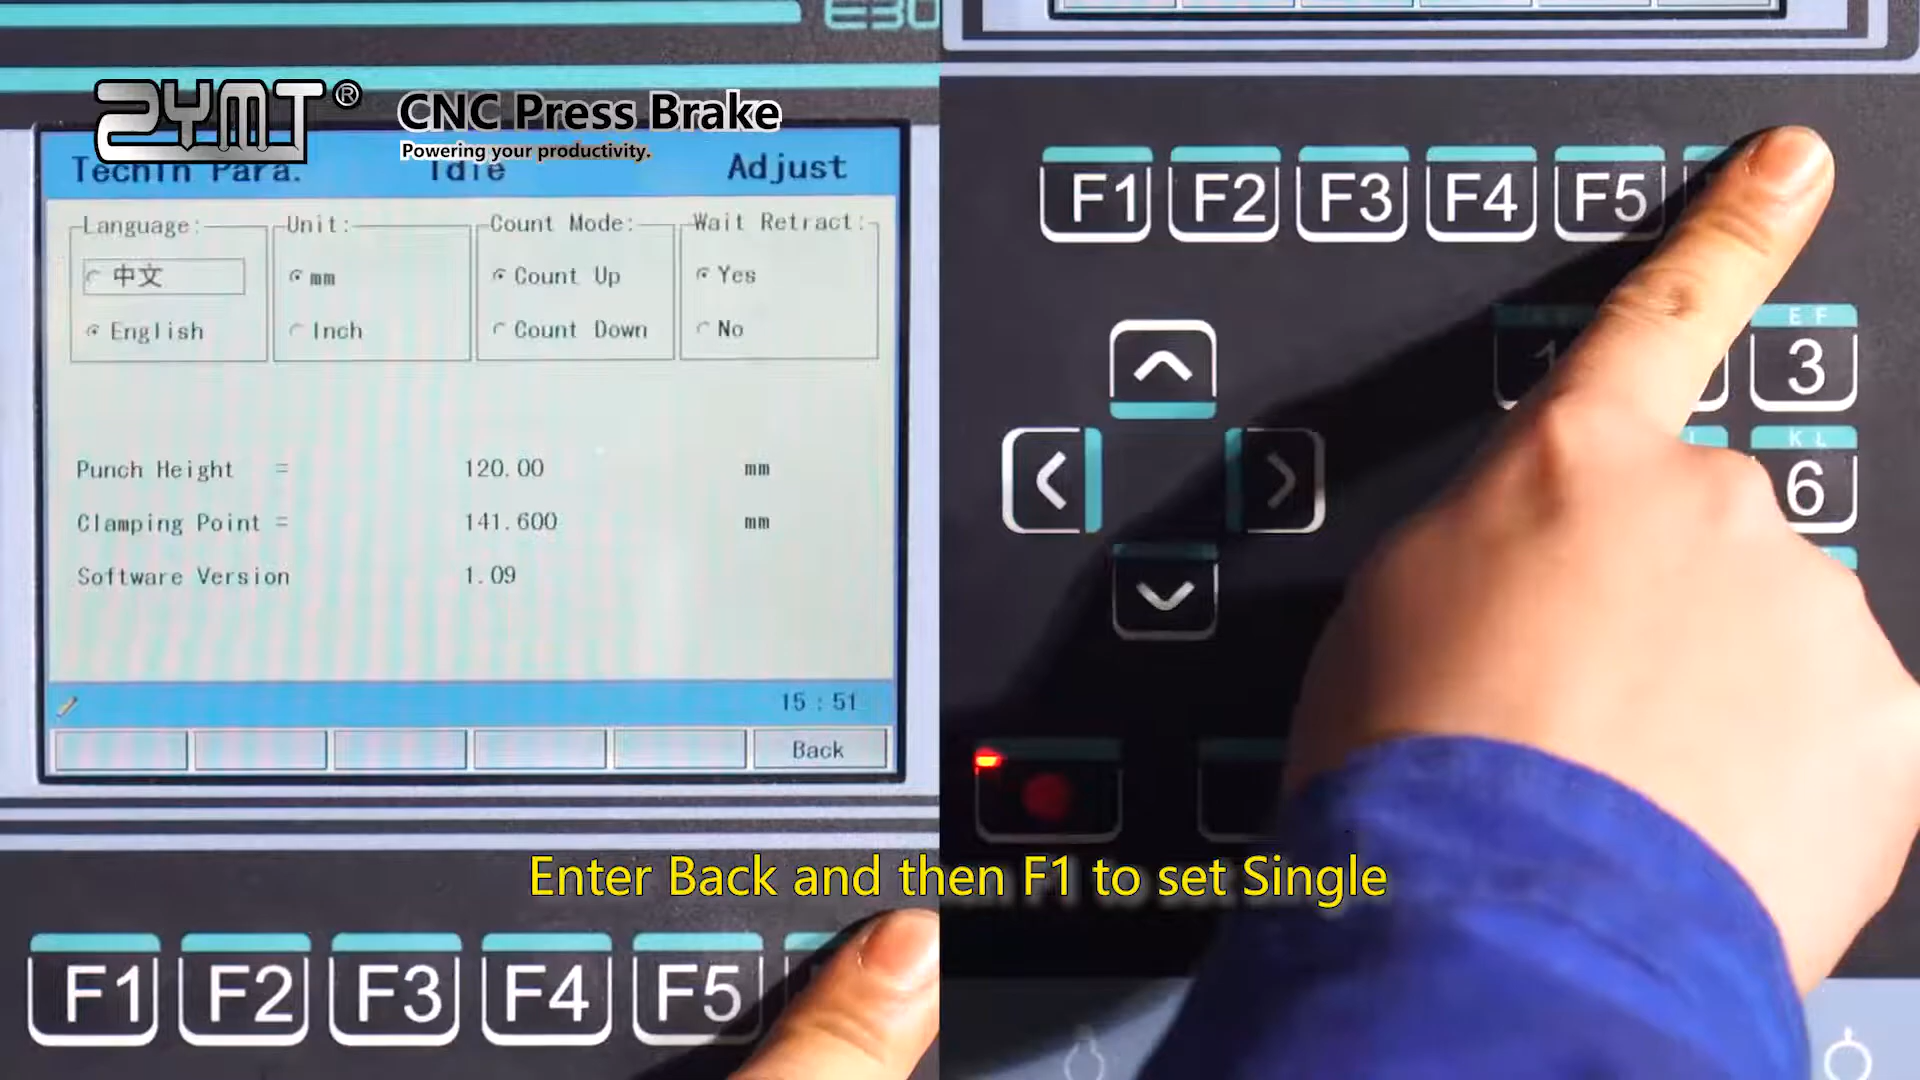 E30
ZYMT®
CNC Press Brake
Powering your productivity.
TechIn Para.
Idle
Adjust
Language:
中文
English
Unit:
mm
Inch
Count Mode:
Count Up
Count Down
Wait Retract:
Yes
No
Punch Height = 120.00 mm
Clamping Point = 141.600 mm
Software Version 1.09
15:51
Back
F1 F2 F3 F4 F5
F1 F2 F3 F4 F5
1
E F
3
K L
6
Enter Back and then F1 to set Single